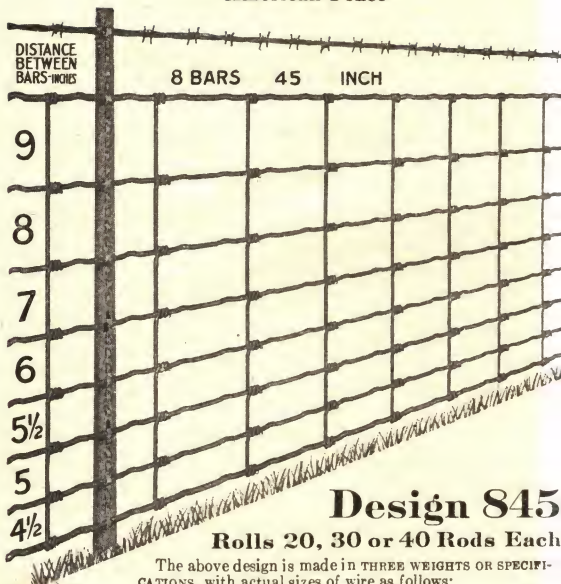 DISTANCE
BETWEEN
BARS-INCHES
8 BARS 45 INCH
9
8
7
6
5½
5
4½
Design 845
Rolls 20, 30 or 40 Rods Each
The above design is made in THREE WEIGHTS OR SPECIFI-
CATIONS, with actual sizes of wire as follows: